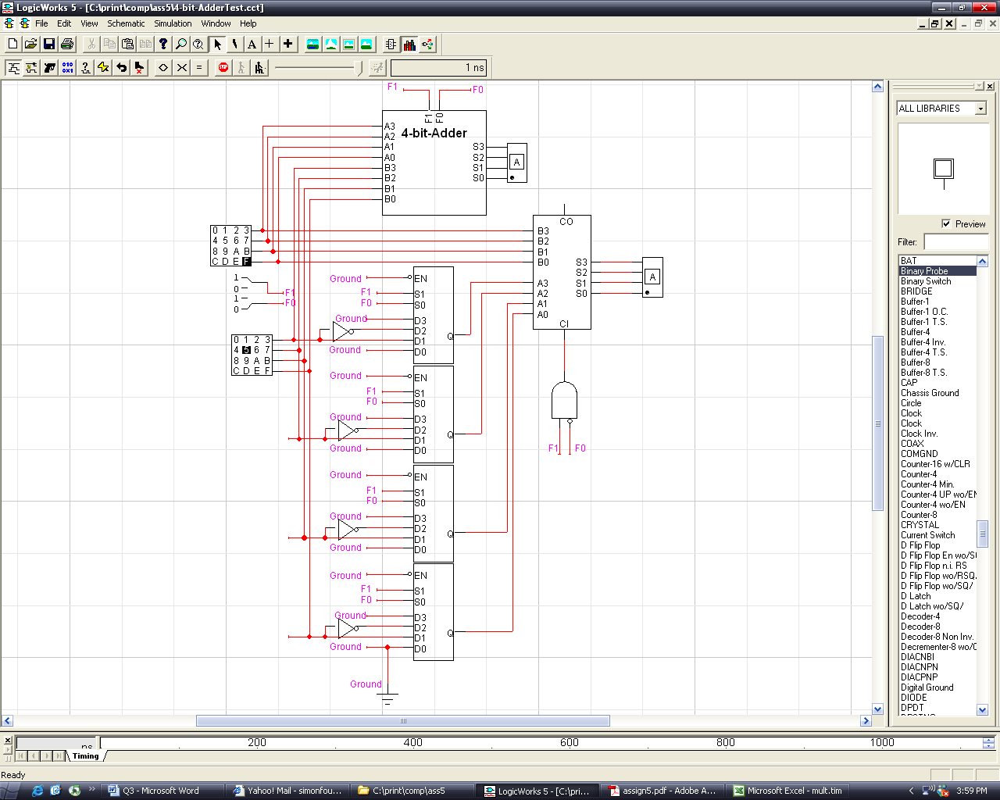 LogicWorks 5 - [C:\print\comp\ass5\4-bit-AdderTest.cct]
File Edit View Schematic Simulation Window Help
1 ns
F1 F0
F1 F0
4-bit-Adder
A3
A2
A1
A0
B3
B2
B1
B0
S3
S2
S1
S0
A
0 1 2 3
4 5 6 7
8 9 A B
C D E F
1
0
1
0
F1
F0
0 1 2 3
4 5 6 7
8 9 A B
C D E F
CO
B3
B2
B1
B0
A3
A2
A1
A0
CI
S3
S2
S1
S0
A
F1 F0
Ground EN
F1 S1
F0 S0
Ground D3
D2
D1
Ground D0
Q
Ground EN
F1 S1
F0 S0
Ground D3
D2
D1
Ground D0
Q
Ground EN
F1 S1
F0 S0
Ground D3
D2
D1
Ground D0
Q
Ground EN
F1 S1
F0 S0
Ground D3
D2
D1
Ground D0
Q
Ground
ALL LIBRARIES
Preview
Filter:
BAT
Binary Probe
Binary Switch
BRIDGE
Buffer-1
Buffer-1 O.C.
Buffer-1 T.S.
Buffer-4
Buffer-4 Inv.
Buffer-4 T.S.
Buffer-8
Buffer-8 T.S.
CAP
Chassis Ground
Circle
Clock
Clock
Clock Inv.
COAX
COMGND
Counter-16 w/CLR
Counter-4
Counter-4 Min.
Counter-4 UP wo/EN
Counter-4 wo/EN
Counter-8
CRYSTAL
Current Switch
D Flip Flop
D Flip Flop En wo/S
D Flip Flop n.i. RS
D Flip Flop wo/RSQ
D Flip Flop wo/SQ/
D Latch
D Latch wo/SQ/
Decoder-4
Decoder-8
Decoder-8 Non Inv.
Decrementer-8 wo/
DIACNBI
DIACNPN
DIACPNP
Digital Ground
DIODE
DPDT
ns
200 400 600 800 1000
Timing
Ready
Q3 - Microsoft Word
Yahoo! Mail - simonfou...
C:\print\comp\ass5
LogicWorks 5 - [C:\pri...
assign5.pdf - Adobe A...
Microsoft Excel - mult.tim
3:59 PM